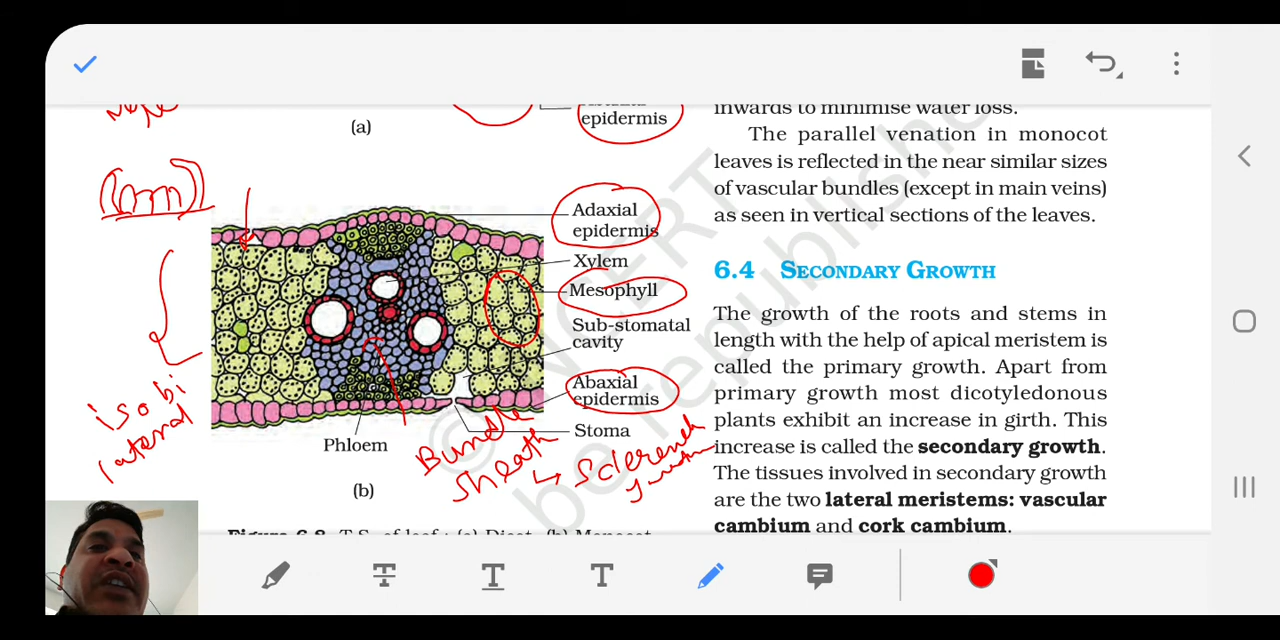 epidermis
(a)
Adaxial
epidermis
Xylem
Mesophyll
Sub-stomatal
cavity
Abaxial
epidermis
Stoma
Phloem
(b)
isobi
lateral
Bundle
sheath
inwards to minimise water loss.
The parallel venation in monocot
leaves is reflected in the near similar sizes
of vascular bundles (except in main veins)
as seen in vertical sections of the leaves.
6.4 SECONDARY GROWTH
The growth of the roots and stems in
length with the help of apical meristem is
called the primary growth. Apart from
primary growth most dicotyledonous
plants exhibit an increase in girth. This
increase is called the secondary growth.
The tissues involved in secondary growth
are the two lateral meristems: vascular
cambium and cork cambium.
© NCERT
be republishe
T
T
T